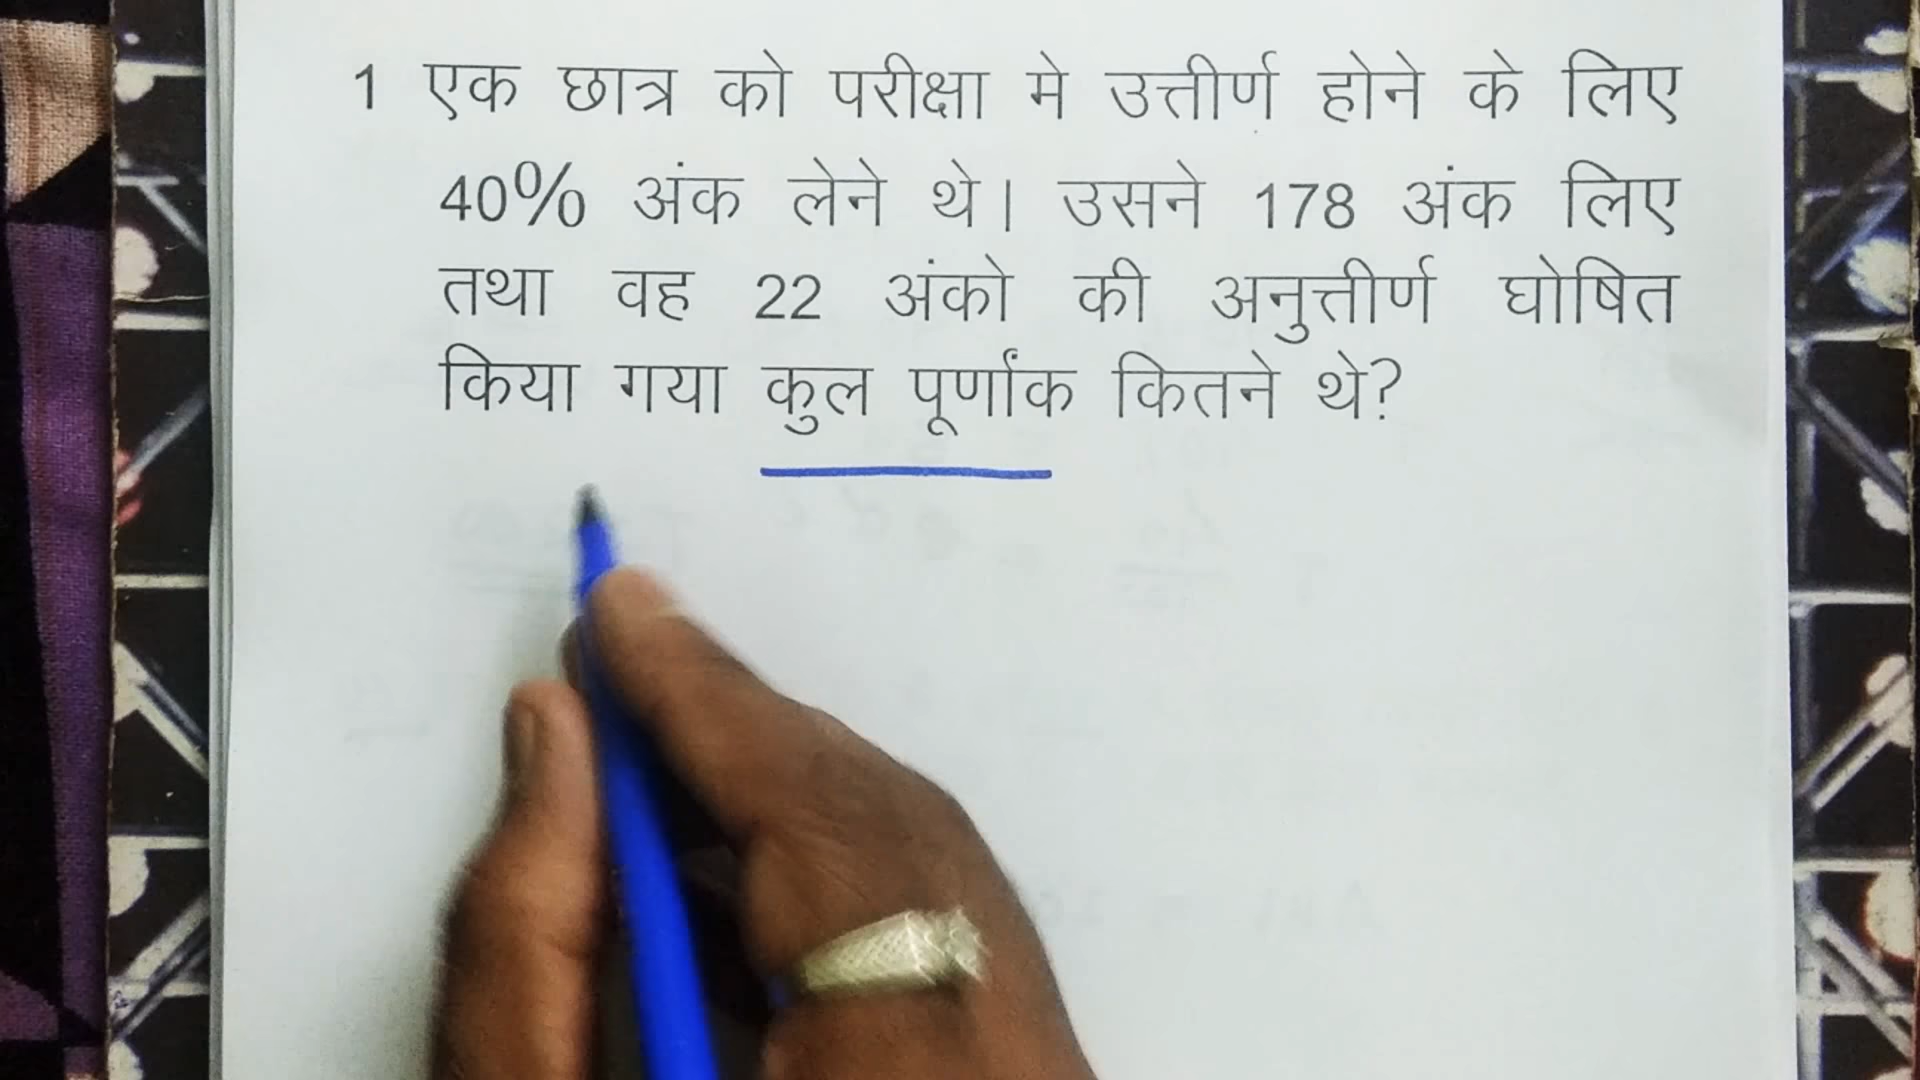 1 एक छात्र को परीक्षा मे उत्तीर्ण होने के लिए
40% अंक लेने थे। उसने 178 अंक लिए
तथा वह 22 अंको की अनुत्तीर्ण घोषित
किया गया कुल पूर्णांक कितने थे?